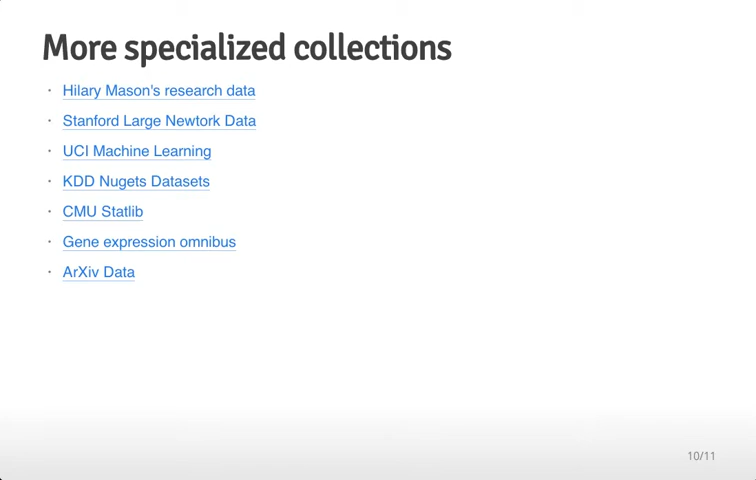 More specialized collections
· Hilary Mason's research data
· Stanford Large Newtork Data
· UCI Machine Learning
· KDD Nugets Datasets
· CMU Statlib
· Gene expression omnibus
· ArXiv Data
10/11